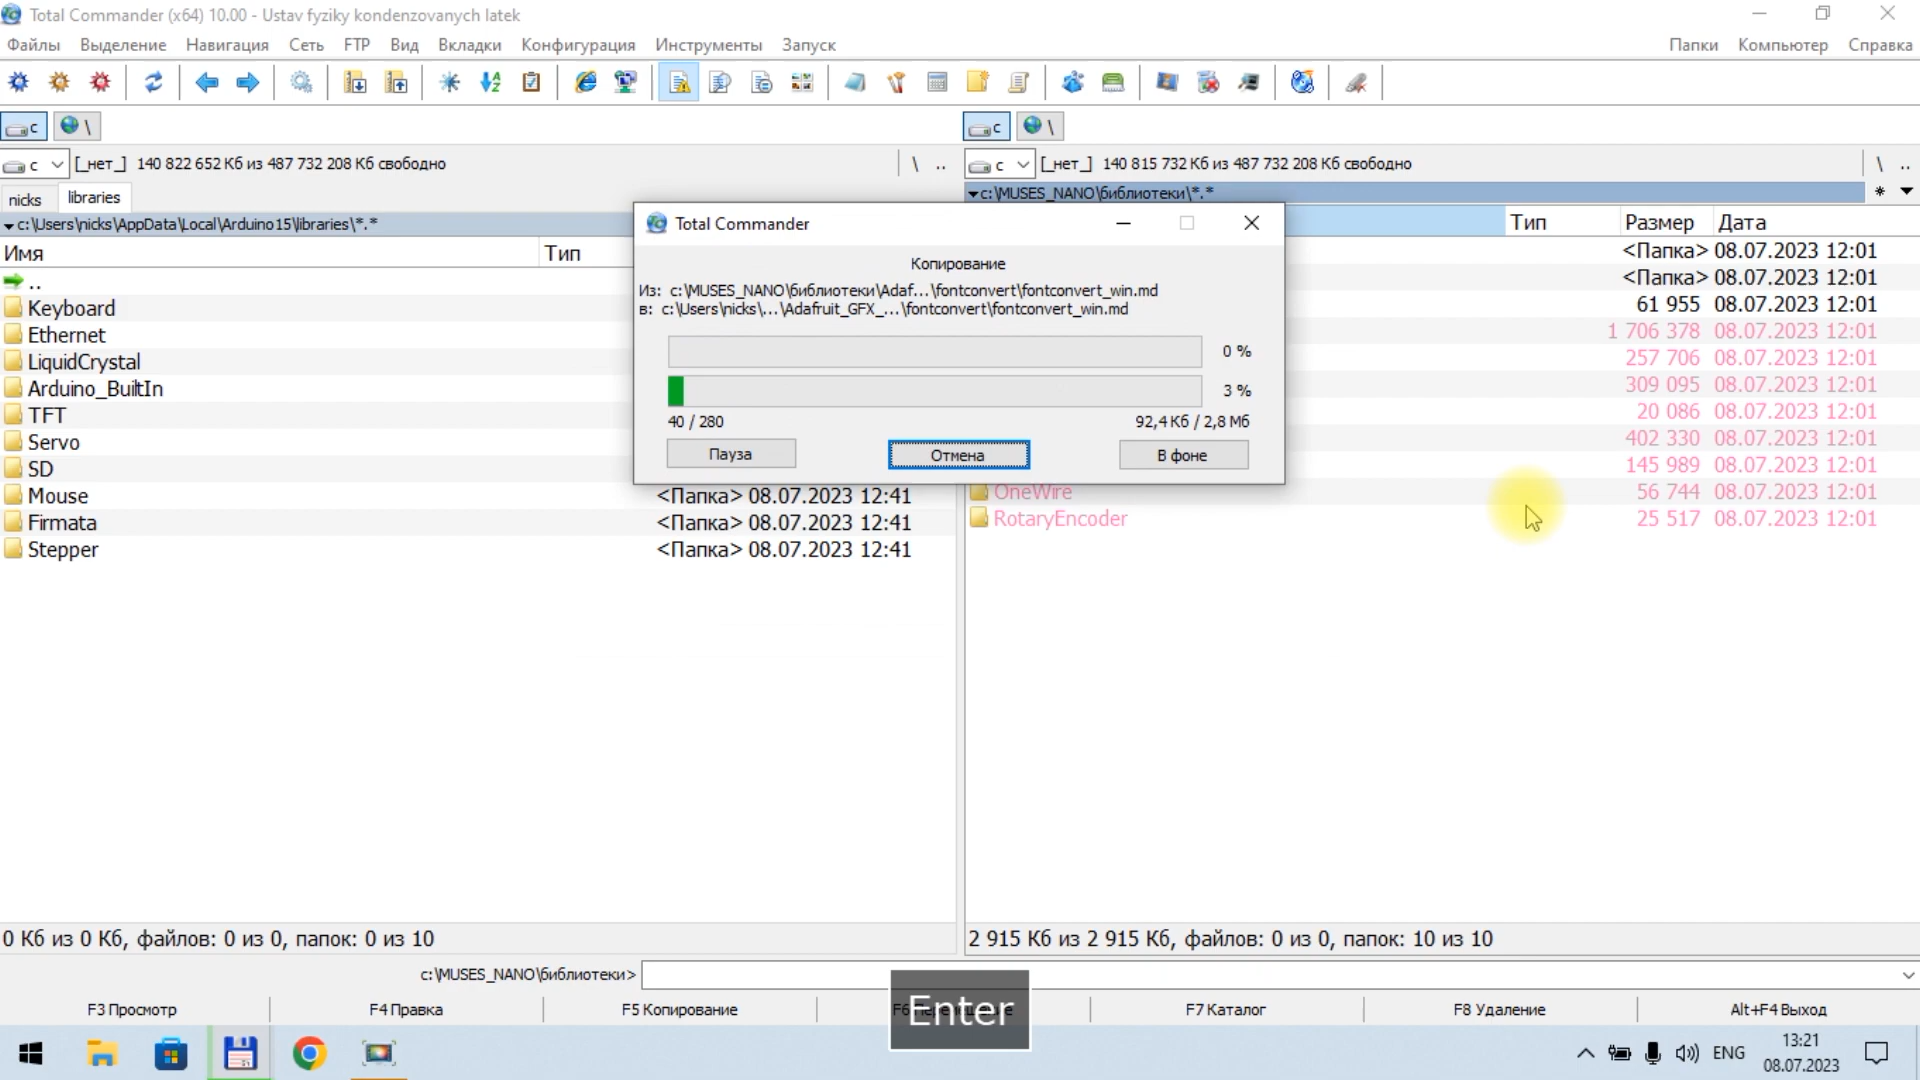 Total Commander (x64) 10.00 - Ustav fyziky kondenzovanych latek
Файлы Выделение Навигация Сеть FTP Вид Вкладки Конфигурация Инструменты Запуск Папки Компьютер Справка
c \ c \
c [_нет_] 140 822 652 Кб из 487 732 208 Кб свободно \ .. c [_нет_] 140 815 732 Кб из 487 732 208 Кб свободно \ ..
nicks libraries
c:\MUSES_NANO\библиотеки\*.* * 
c:\Users\nicks\AppData\Local\Arduino15\libraries\*.*
Имя Тип
Тип Размер Дата
..
Keyboard
Ethernet
LiquidCrystal
Arduino_BuiltIn
TFT
Servo
SD
Mouse <Папка> 08.07.2023 12:41
Firmata <Папка> 08.07.2023 12:41
Stepper <Папка> 08.07.2023 12:41
Total Commander
Копирование
Из: c:\MUSES_NANO\библиотеки\Adaf...\fontconvert\fontconvert_win.md
в: c:\Users\nicks\...\Adafruit_GFX_...\fontconvert\fontconvert_win.md
0 %
3 %
40 / 280 92,4 Кб / 2,8 Мб
Пауза Отмена В фоне
<Папка> 08.07.2023 12:01
<Папка> 08.07.2023 12:01
61 955 08.07.2023 12:01
1 706 378 08.07.2023 12:01
257 706 08.07.2023 12:01
309 095 08.07.2023 12:01
20 086 08.07.2023 12:01
402 330 08.07.2023 12:01
145 989 08.07.2023 12:01
OneWire 56 744 08.07.2023 12:01
RotaryEncoder 25 517 08.07.2023 12:01
0 Кб из 0 Кб, файлов: 0 из 0, папок: 0 из 10
2 915 Кб из 2 915 Кб, файлов: 0 из 0, папок: 10 из 10
c:\MUSES_NANO\библиотеки>
F3 Просмотр F4 Правка F5 Копирование F7 Каталог F8 Удаление Alt+F4 Выход
Enter
ENG
13:21
08.07.2023